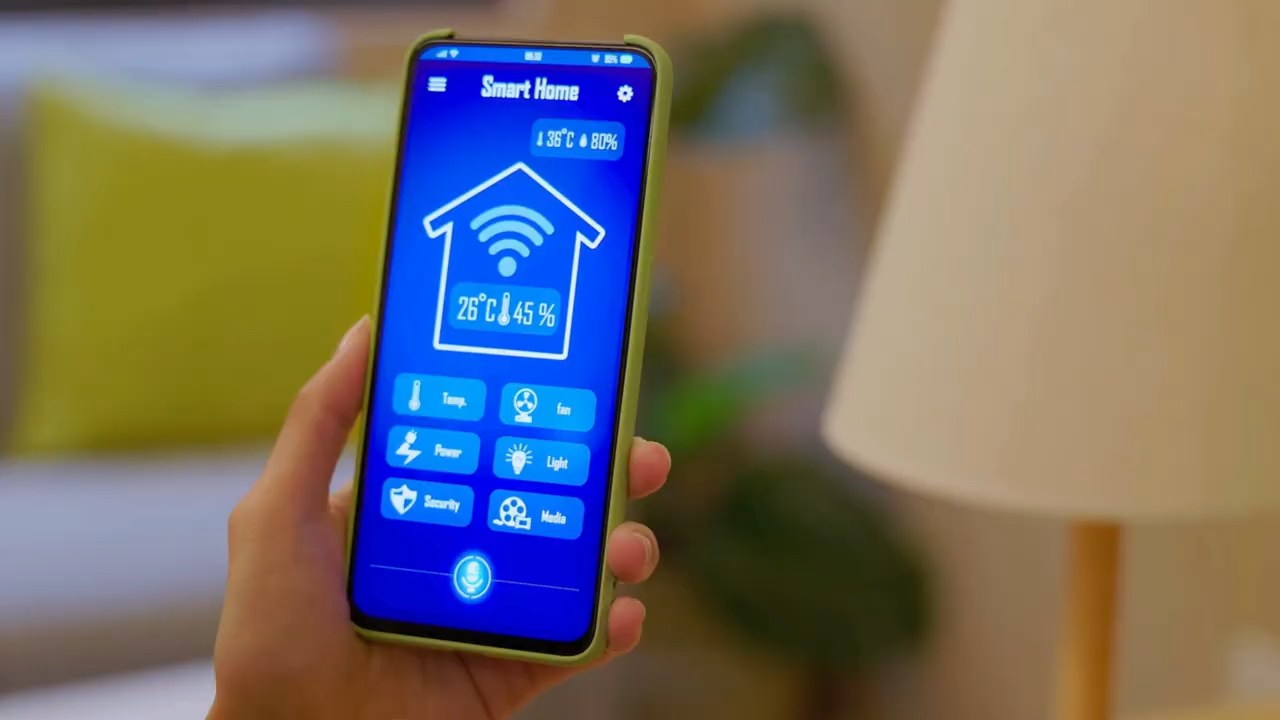 Smart Home
36°C 80%
26°C 45 %
Temp.
fan
Power
Light
Security
Media